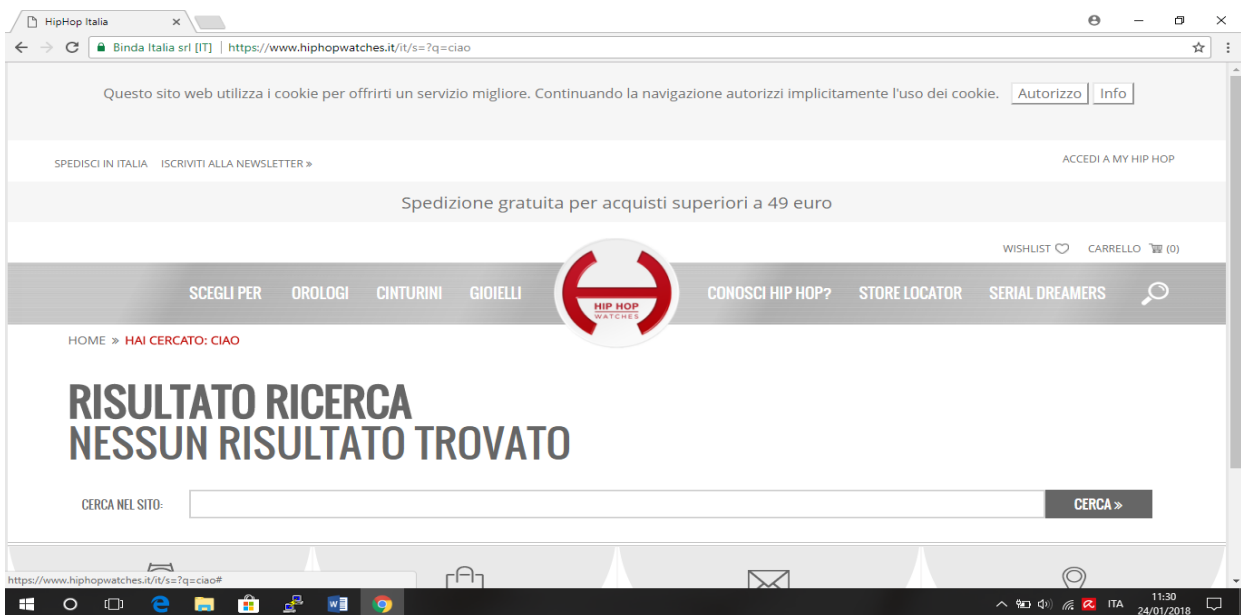 HipHop Italia
Binda Italia srl [IT] | https://www.hiphopwatches.it/it/s=?q=ciao
Questo sito web utilizza i cookie per offrirti un servizio migliore. Continuando la navigazione autorizzi implicitamente l'uso dei cookie. Autorizzo Info
SPEDISCI IN ITALIA ISCRIVITI ALLA NEWSLETTER » ACCEDI A MY HIP HOP
Spedizione gratuita per acquisti superiori a 49 euro
WISHLIST CARRELLO (0)
SCEGLI PER OROLOGI CINTURINI GIOIELLI HIP HOP WATCHES CONOSCI HIP HOP? STORE LOCATOR SERIAL DREAMERS
HOME » HAI CERCATO: CIAO
RISULTATO RICERCA
NESSUN RISULTATO TROVATO
CERCA NEL SITO: CERCA »
https://www.hiphopwatches.it/it/s=?q=ciao#
ITA 11:30
24/01/2018